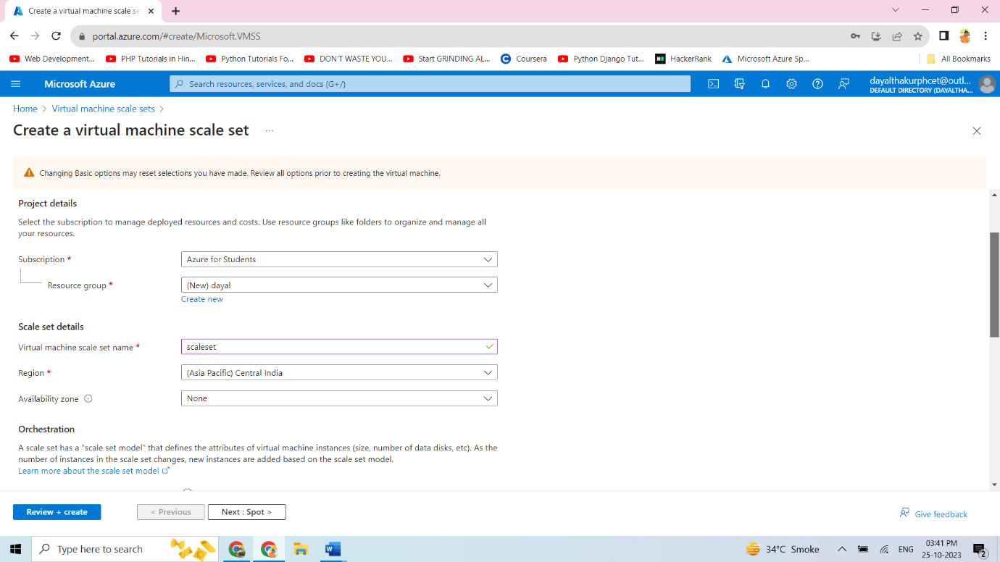 Create a virtual machine scale se
portal.azure.com/#create/Microsoft.VMSS
Web Development... PHP Tutorials in Hin... Python Tutorials Fo... DON'T WASTE YOU... Start GRINDING AL... Coursera Python Django Tut... HackerRank Microsoft Azure Sp... All Bookmarks
Microsoft Azure Search resources, services, and docs (G+/) dayalthakurphcet@outl...
DEFAULT DIRECTORY (DAYALTHA...
Home > Virtual machine scale sets >
Create a virtual machine scale set ...
Changing Basic options may reset selections you have made. Review all options prior to creating the virtual machine.
Project details
Select the subscription to manage deployed resources and costs. Use resource groups like folders to organize and manage all
your resources.
Subscription * Azure for Students
Resource group * (New) dayal
Create new
Scale set details
Virtual machine scale set name * scaleset
Region * (Asia Pacific) Central India
Availability zone None
Orchestration
A scale set has a "scale set model" that defines the attributes of virtual machine instances (size, number of data disks, etc). As the
number of instances in the scale set changes, new instances are added based on the scale set model.
Learn more about the scale set model
Review + create < Previous Next : Spot > Give feedback
Type here to search 34°C Smoke ENG 03:41 PM
25-10-2023 2